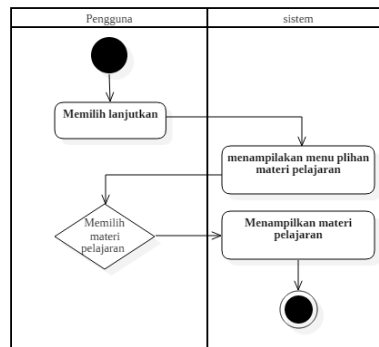 Pengguna
sistem
Memilih lanjutkan
menampilakan menu plihan
materi pelajaran
Memilih
materi
pelajaran
Menampilkan materi
pelajaran